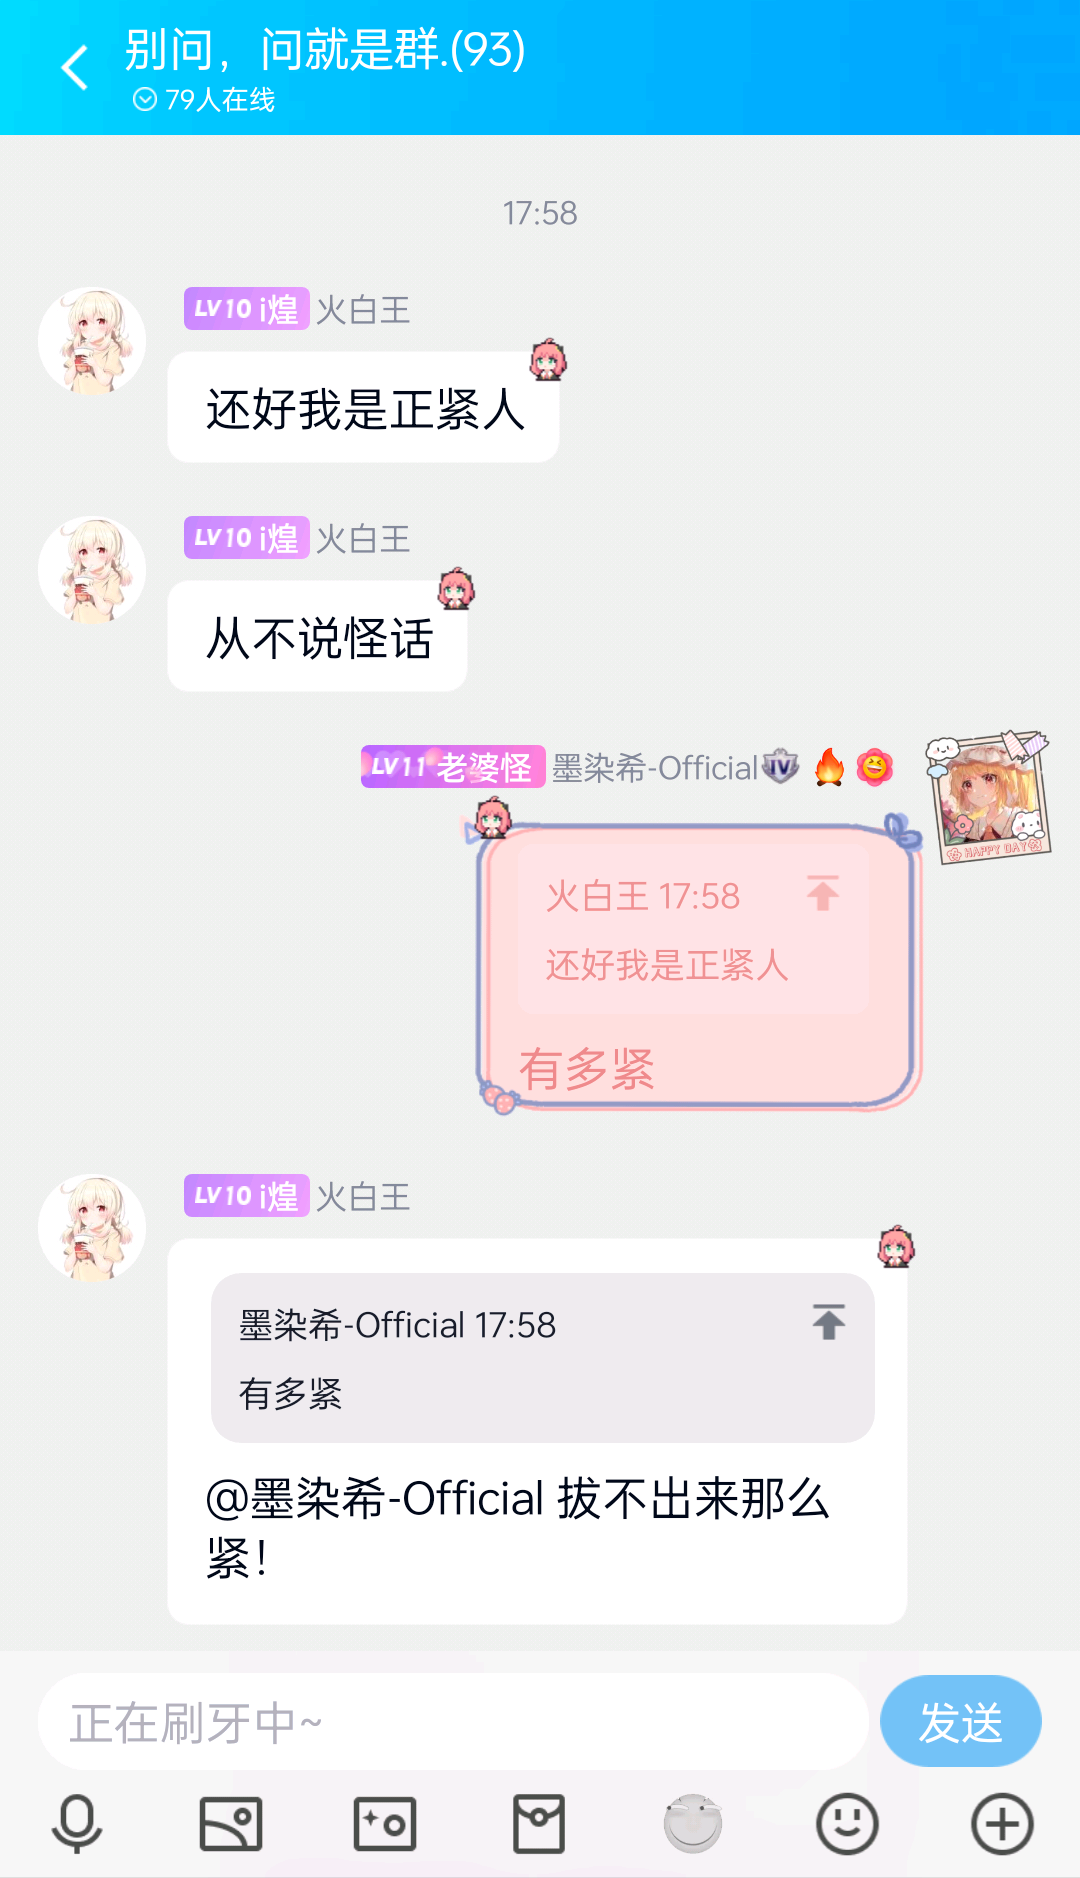 别问，问就是群.(93)
79人在线
17:58
LV10 i煌 火白王
还好我是正紧人
LV10 i煌 火白王
从不说怪话
LV11 老婆怪 墨染希-Official IV
HAPPY DAY
火白王 17:58
还好我是正紧人
有多紧
LV10 i煌 火白王
墨染希-Official 17:58
有多紧
@墨染希-Official 拔不出来那么
紧！
正在刷牙中~
发送